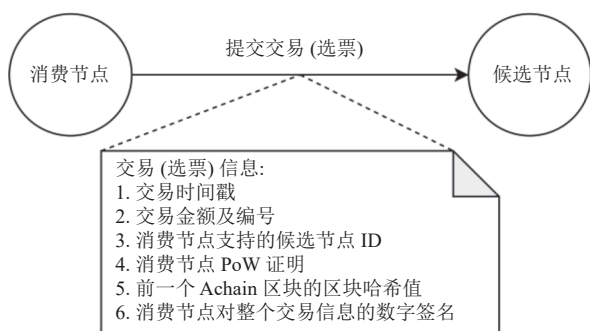 提交交易 (选票)
消费节点
候选节点
交易 (选票) 信息:
1. 交易时间戳
2. 交易金额及编号
3. 消费节点支持的候选节点 ID
4. 消费节点 PoW 证明
5. 前一个 Achain 区块的区块哈希值
6. 消费节点对整个交易信息的数字签名